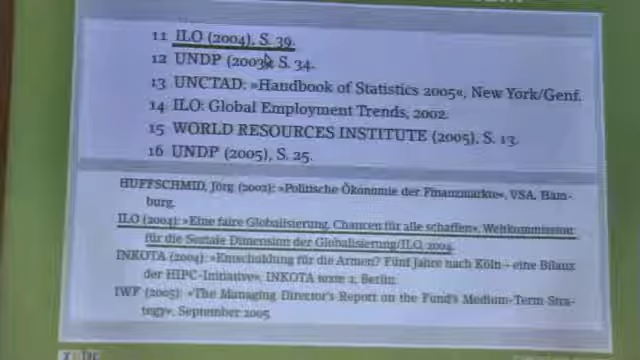 11 ILO (2004), S. 39.
12 UNDP (2003), S. 34.
13 UNCTAD: »Handbook of Statistics 2005«, New York/Genf.
14 ILO: Global Employment Trends, 2002.
15 WORLD RESOURCES INSTITUTE (2005), S. 13.
16 UNDP (2005), S. 25.
HUFFSCHMID, Jörg (2002): »Politische Ökonomie der Finanzmärkte«, VSA, Ham-
burg.
ILO (2004): »Eine faire Globalisierung. Chancen für alle schaffen«, Weltkommission
für die Soziale Dimension der Globalisierung/ILO, 2004.
INKOTA (2004): »Entschuldung für die Armen? Fünf Jahre nach Köln – eine Bilanz
der HIPC-Initiative«, INKOTA texte 2, Berlin.
IWF (2005): »The Managing Director's Report on the Fund's Medium-Term Stra-
tegy«, September 2005